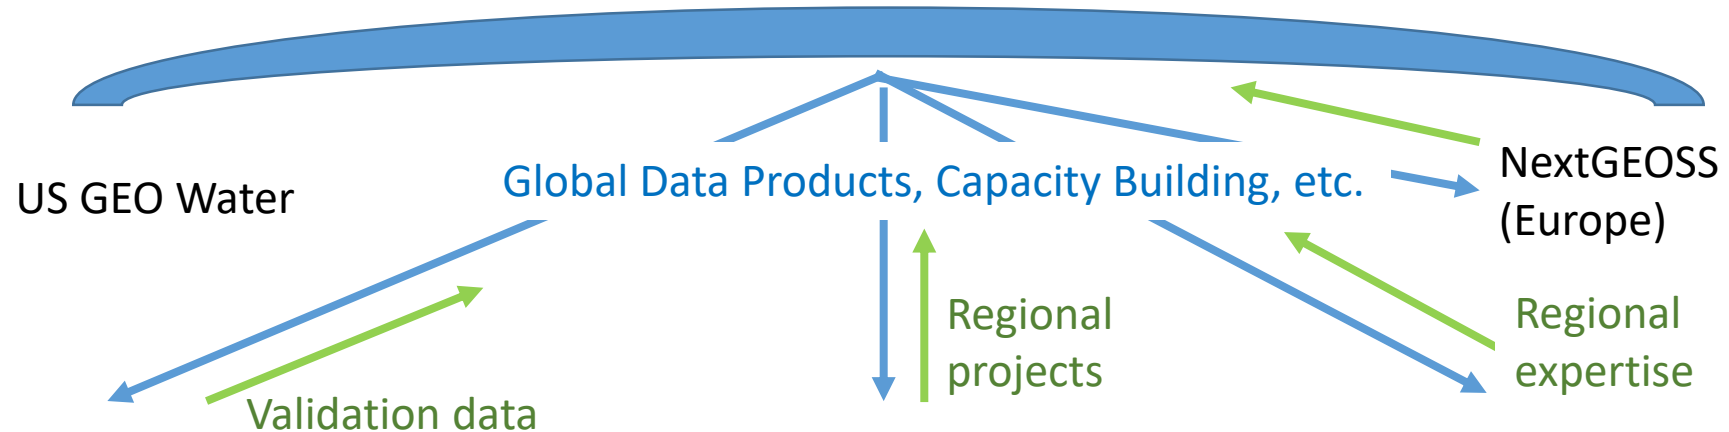 US GEO Water
Global Data Products, Capacity Building, etc.
NextGEOSS
(Europe)
Validation data
Regional
projects
Regional
expertise